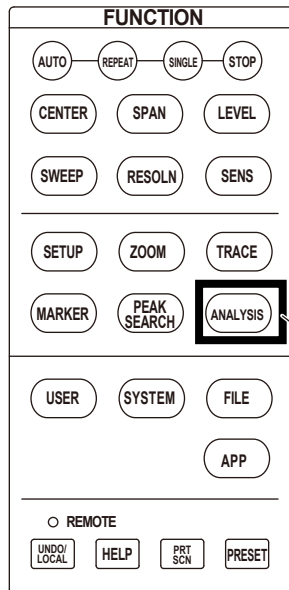 FUNCTION
AUTO REPEAT SINGLE STOP
CENTER SPAN LEVEL
SWEEP RESOLN SENS
SETUP ZOOM TRACE
MARKER PEAK SEARCH ANALYSIS
USER SYSTEM FILE
APP
REMOTE
UNDO/LOCAL HELP PRT SCN PRESET